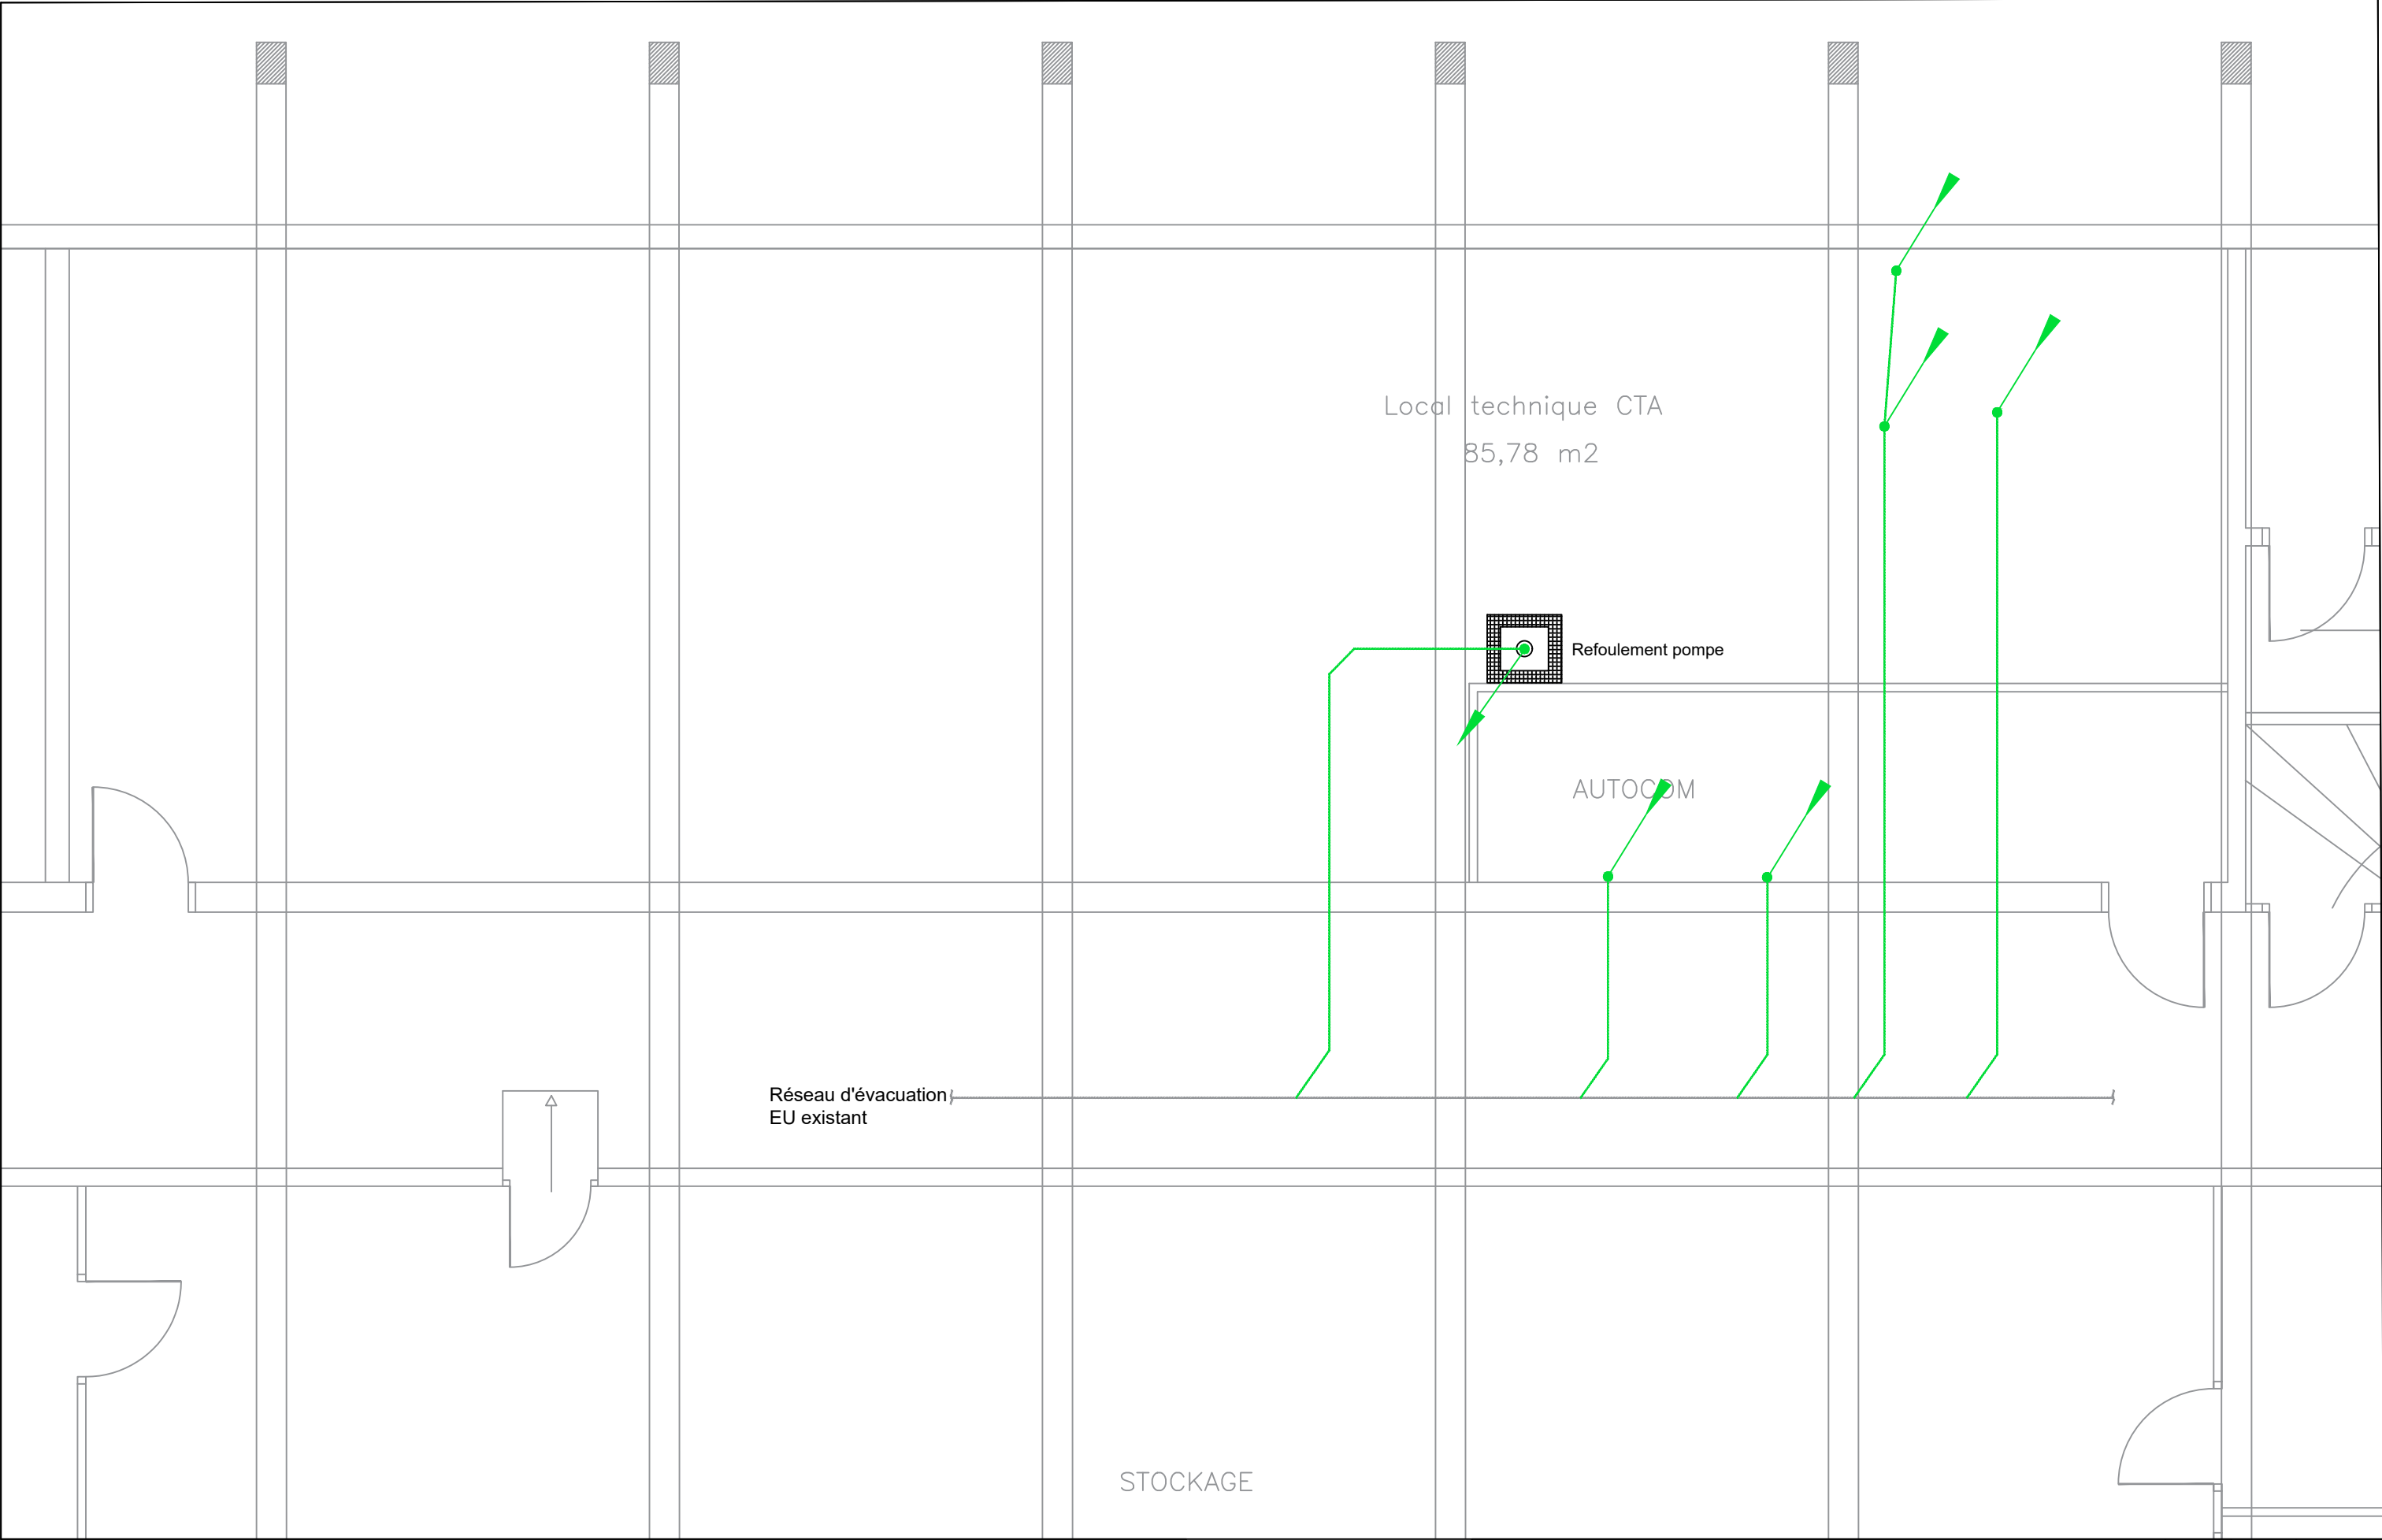 Local technique CTA
85,78 m2
Refoulement pompe
AUTOCOM
Réseau d'évacuation
EU existant
STOCKAGE